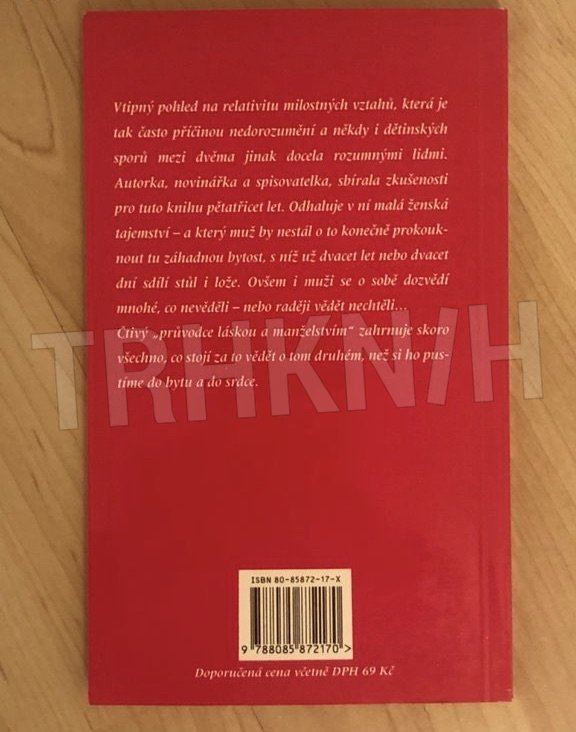 Vtipný pohled na relativitu milostných vztahů, která je
tak často příčinou nedorozumění a někdy i dětinských
sporů mezi dvěma jinak docela rozumnými lidmi.
Autorka, novinářka a spisovatelka, sbírala zkušenosti
pro tuto knihu pětatřicet let. Odhaluje v ní malá ženská
tajemství – a který muž by nestál o to konečně prokouk-
nout tu záhadnou bytost, s níž už dvacet let nebo dvacet
dní sdílí stůl i lože. Ovšem i muži se o sobě dozvědí
mnohé, co nevěděli – nebo raději vědět nechtěli...
Čtivý „průvodce láskou a manželstvím“ zahrnuje skoro
všechno, co stojí za to vědět o tom druhém, než si ho pus-
tíme do bytu a do srdce.
TRHKNIH
ISBN 80-85872-17-X
9 788085 872170 >
Doporučená cena včetně DPH 69 Kč